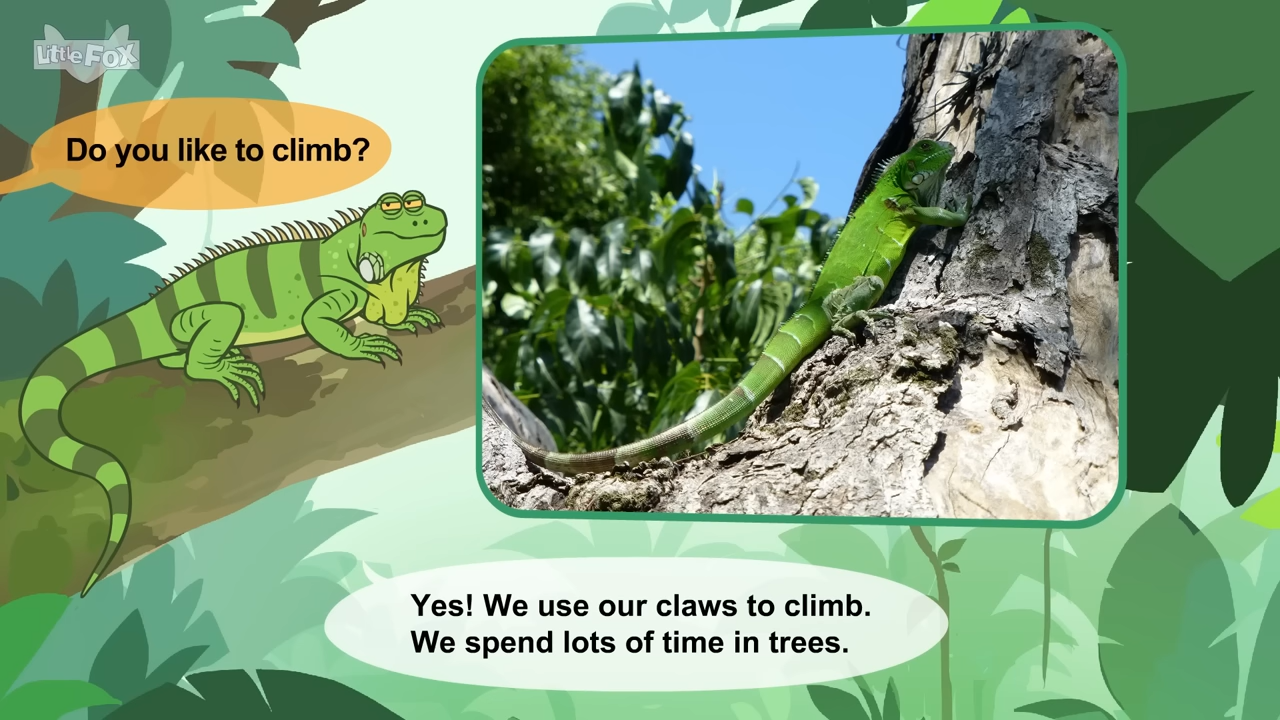 Little Fox
Do you like to climb?
Yes! We use our claws to climb.
We spend lots of time in trees.